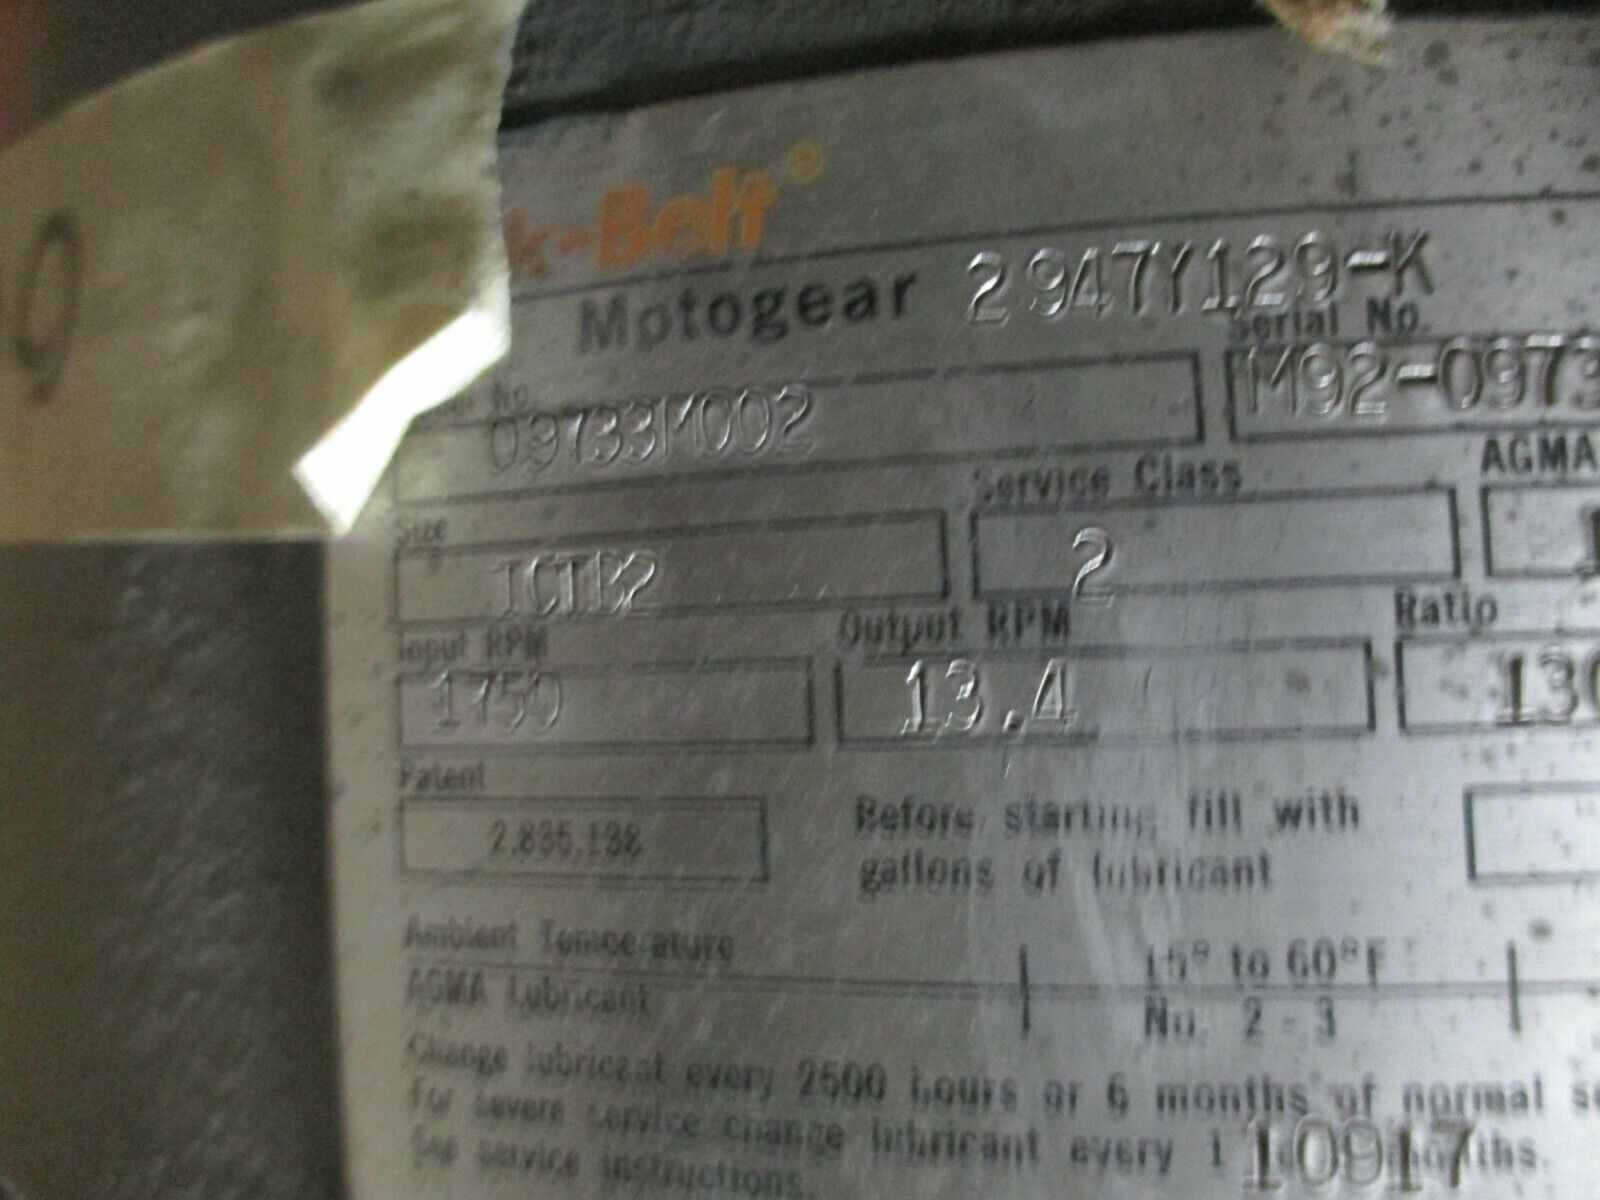 k-Belt®
Motogear 2947Y129-K
Serial No.
No.
09733M002
M92-0973
Size
Service Class
AGMA
2
Input RPM
Output RPM
Ratio
1750
13.4
130
Patent
2,835,138
Before starting fill with
gallons of lubricant
Ambient Temperature
15° to 60°F
AGMA Lubricant
No. 2-3
Change lubricant every 2500 hours or 6 months of normal
For severe service change lubricant every 1
10917
See service instructions.